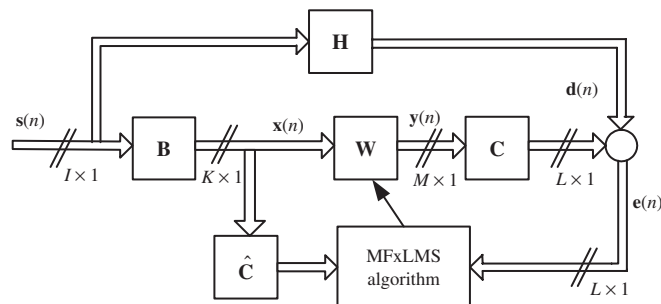 H
s(n)
d(n)
x(n)
y(n)
B
W
C
I × 1
K × 1
M × 1
L × 1
e(n)
Ĉ
MFxLMS
algorithm
L × 1